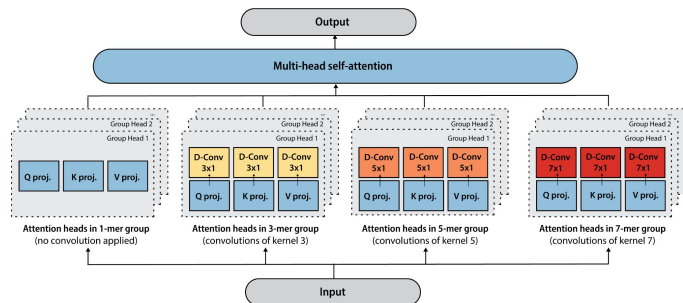 Output
Multi-head self-attention
...
Group Head 2
Group Head 1
Q proj.
K proj.
V proj.
Attention heads in 1-mer group
(no convolution applied)
...
Group Head 2
Group Head 1
D-Conv
3x1
D-Conv
3x1
D-Conv
3x1
Q proj.
K proj.
V proj.
Attention heads in 3-mer group
(convolutions of kernel 3)
...
Group Head 2
Group Head 1
D-Conv
5x1
D-Conv
5x1
D-Conv
5x1
Q proj.
K proj.
V proj.
Attention heads in 5-mer group
(convolutions of kernel 5)
...
Group Head 2
Group Head 1
D-Conv
7x1
D-Conv
7x1
D-Conv
7x1
Q proj.
K proj.
V proj.
Attention heads in 7-mer group
(convolutions of kernel 7)
Input